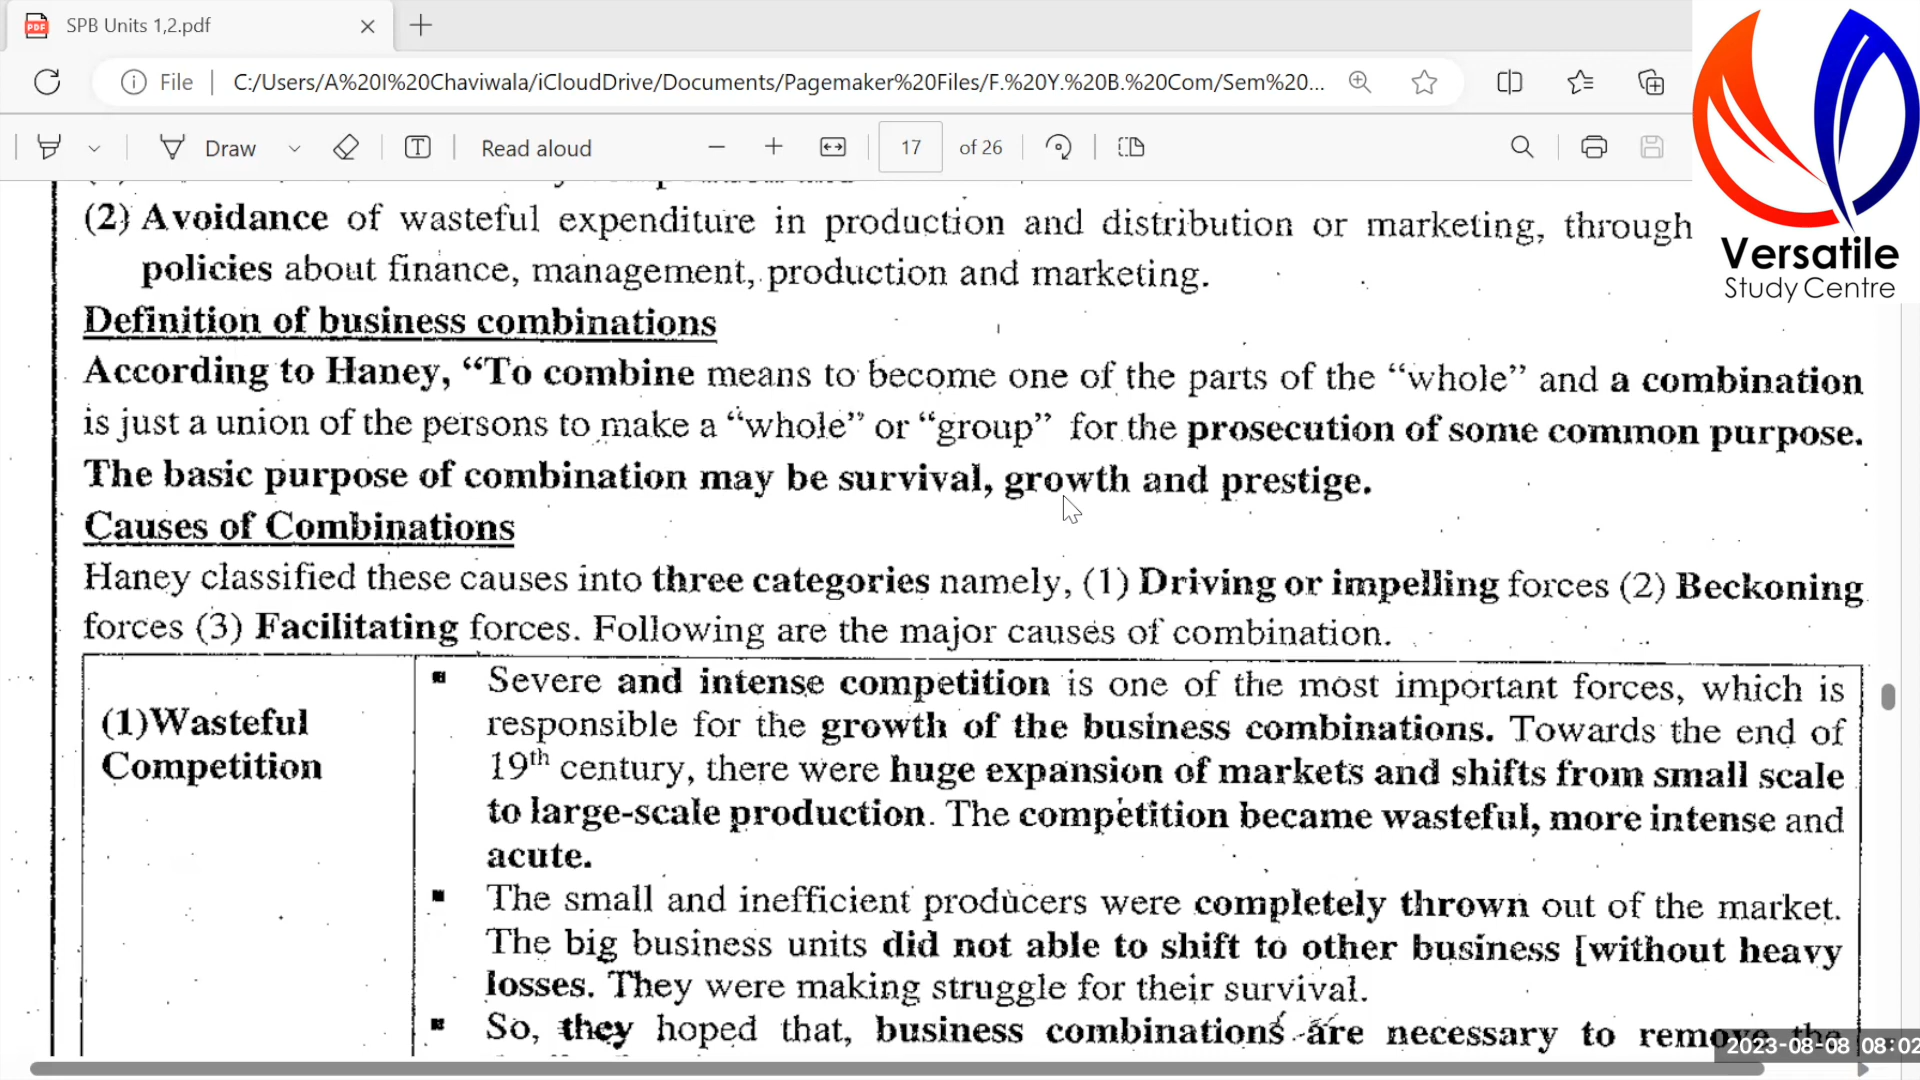 SPB Units 1,2.pdf
File
C:/Users/A%20I%20Chaviwala/iCloudDrive/Documents/Pagemaker%20Files/F.%20Y.%20B.%20Com/Sem%20...
Draw
Read aloud
17 of 26
Versatile
Study Centre
(2) Avoidance of wasteful expenditure in production and distribution or marketing, through
policies about finance, management, production and marketing.
Definition of business combinations
According to Haney, “To combine means to become one of the parts of the “whole” and a combination
is just a union of the persons to make a “whole” or “group” for the prosecution of some common purpose.
The basic purpose of combination may be survival, growth and prestige.
Causes of Combinations
Haney classified these causes into three categories namely, (1) Driving or impelling forces (2) Beckoning
forces (3) Facilitating forces. Following are the major causes of combination.
(1)Wasteful
Competition
▪ Severe and intense competition is one of the most important forces, which is
responsible for the growth of the business combinations. Towards the end of
19th century, there were huge expansion of markets and shifts from small scale
to large-scale production. The competition became wasteful, more intense and
acute.
▪ The small and inefficient producers were completely thrown out of the market.
The big business units did not able to shift to other business [without heavy
losses. They were making struggle for their survival.
▪ So, they hoped that, business combinations are necessary to remove the
2023-08-08 08:02